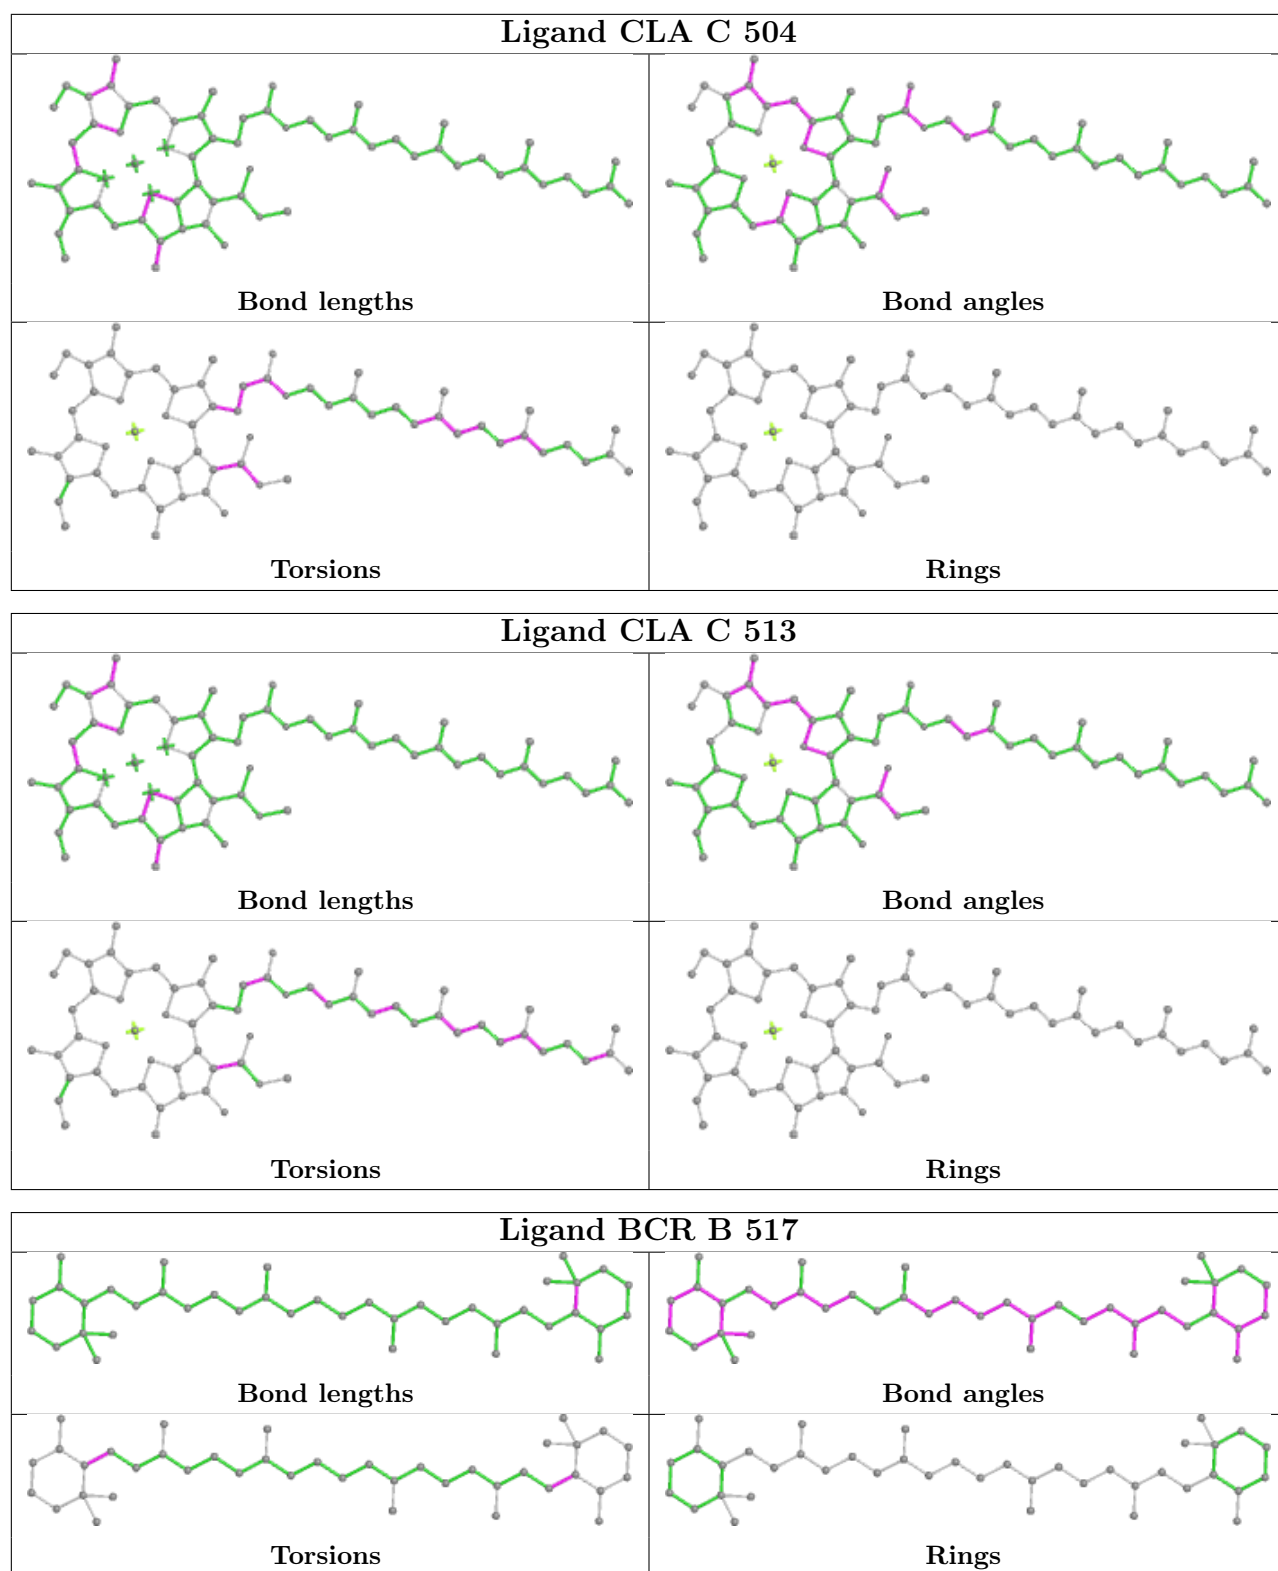 Ligand CLA C 504
Bond lengths
Bond angles
Torsions
Rings
Ligand CLA C 513
Bond lengths
Bond angles
Torsions
Rings
Ligand BCR B 517
Bond lengths
Bond angles
Torsions
Rings